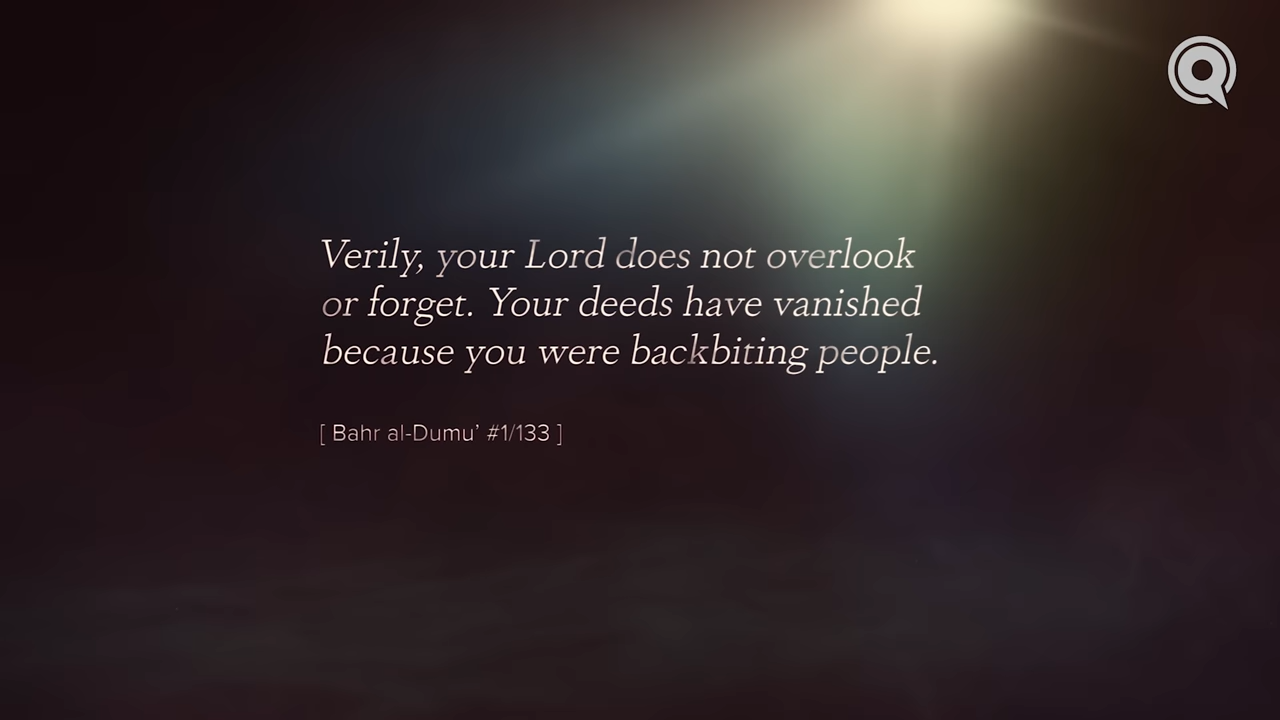 Verily, your Lord does not overlook
or forget. Your deeds have vanished
because you were backbiting people.
[ Bahr al-Dumu’ #1/133 ]